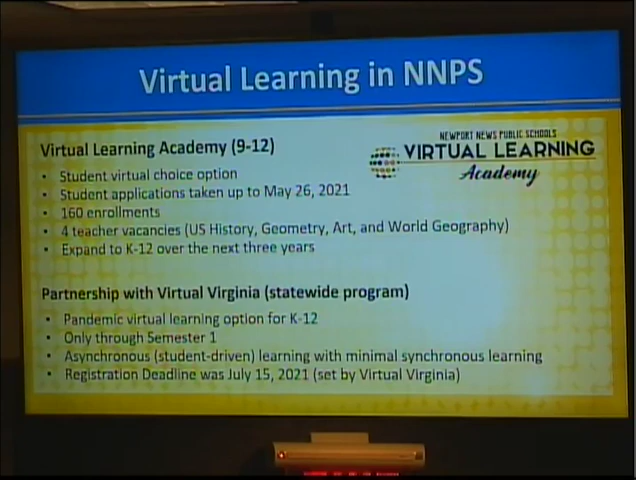 Virtual Learning in NNPS
Virtual Learning Academy (9-12)
• Student virtual choice option
• Student applications taken up to May 26, 2021
• 160 enrollments
• 4 teacher vacancies (US History, Geometry, Art, and World Geography)
• Expand to K-12 over the next three years
NEWPORT NEWS PUBLIC SCHOOLS
VIRTUAL LEARNING
Academy
Partnership with Virtual Virginia (statewide program)
• Pandemic virtual learning option for K-12
• Only through Semester 1
• Asynchronous (student-driven) learning with minimal synchronous learning
• Registration Deadline was July 15, 2021 (set by Virtual Virginia)